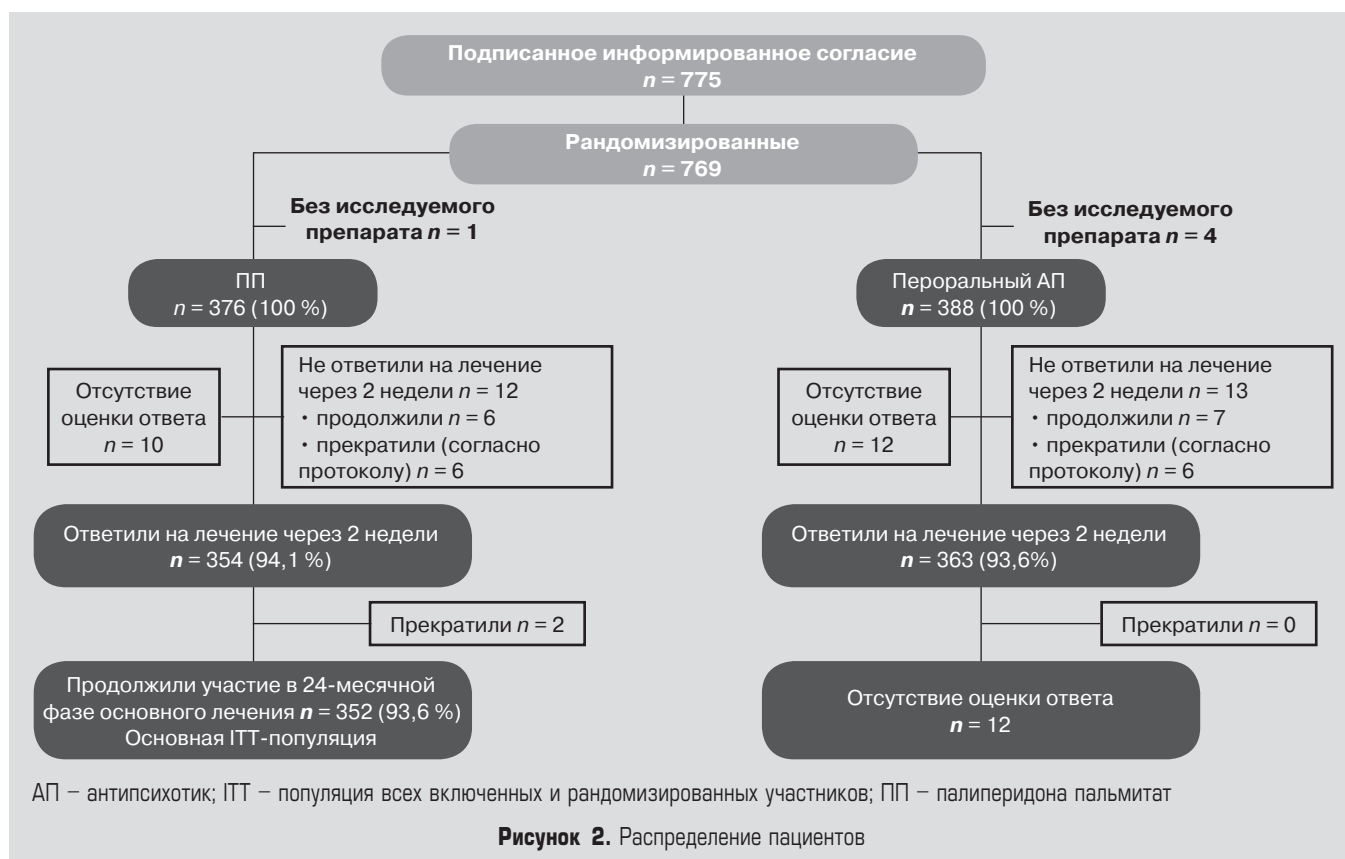 Подписанное информированное согласие
n = 775
Рандомизированные
n = 769
Без исследуемого
препарата n = 1
Без исследуемого
препарата n = 4
ПП
n = 376 (100 %)
Пероральный АП
n = 388 (100 %)
Отсутствие
оценки ответа
n = 10
Не ответили на лечение
через 2 недели n = 12
• продолжили n = 6
• прекратили (согласно
протоколу) n = 6
Отсутствие
оценки ответа
n = 12
Не ответили на лечение
через 2 недели n = 13
• продолжили n = 7
• прекратили (согласно
протоколу) n = 6
Ответили на лечение через 2 недели
n = 354 (94,1 %)
Ответили на лечение через 2 недели
n = 363 (93,6%)
Прекратили n = 2
Прекратили n = 0
Продолжили участие в 24-месячной
фазе основного лечения n = 352 (93,6 %)
Основная ITT-популяция
Отсутствие оценки ответа
n = 12
АП – антипсихотик; ITT – популяция всех включенных и рандомизированных участников; ПП – палиперидона пальмитат
Рисунок 2. Распределение пациентов